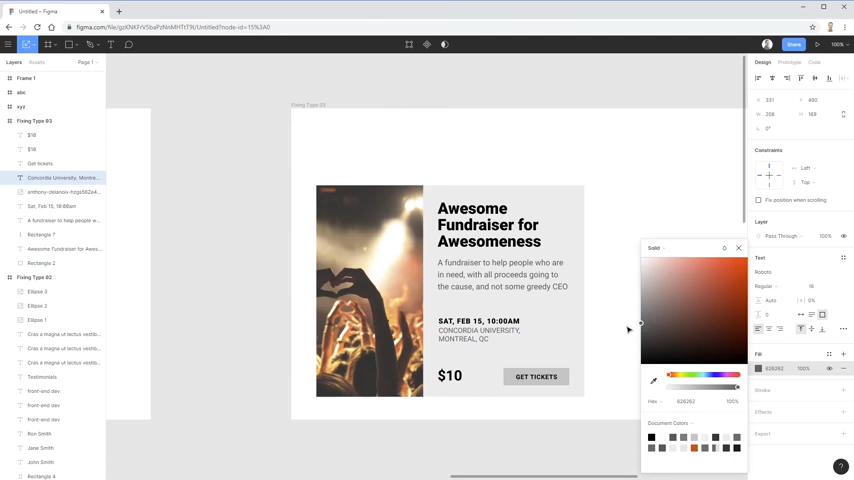 Untitled – Figma
figma.com/file/gzKNKFrV5baPzNnMHTtT9I/Untitled?node-id=15%3A0
Share
100%
Layers
Assets
Page 1
Design
Prototype
Code
Frame 1
abc
xyz
Fixing Type 03
$10
$10
Get tickets
Concordia University, Montre...
anthony-delanoix-hzgs56Ze4...
Sat, Feb 15, 10:00am
A fundraiser to help people w...
Rectangle 7
Awesome Fundraiser for Awes...
Rectangle 2
Fixing Type 02
Ellipse 3
Ellipse 2
Ellipse 1
Cras a magna ut lectus vestib...
Cras a magna ut lectus vestib...
Cras a magna ut lectus vestib...
Testimonials
front-end dev
front-end dev
front-end dev
Ron Smith
Jane Smith
John Smith
Rectangle 4
Fixing Type 03
Awesome
Fundraiser for
Awesomeness
A fundraiser to help people who are
in need, with all proceeds going to
the cause, and not some greedy CEO
SAT, FEB 15, 10:00AM
CONCORDIA UNIVERSITY,
MONTREAL, QC
$10
GET TICKETS
Solid
Hex
626262
100%
Document Colors
X 331
Y 460
W 208
H 169
0°
Constraints
Left
Top
Fix position when scrolling
Layer
Pass Through
100%
Text
Roboto
Regular
16
Auto
0%
0
Fill
626262
100%
Stroke
Effects
Export
?